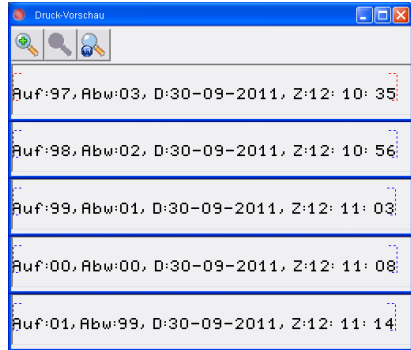 Druck-Vorschau
Auf:97, Abw:03, D:30-09-2011, Z:12: 10: 35
Auf:98, Abw:02, D:30-09-2011, Z:12: 10: 56
Auf:99, Abw:01, D:30-09-2011, Z:12: 11: 03
Auf:00, Abw:00, D:30-09-2011, Z:12: 11: 08
Auf:01, Abw:99, D:30-09-2011, Z:12: 11: 14